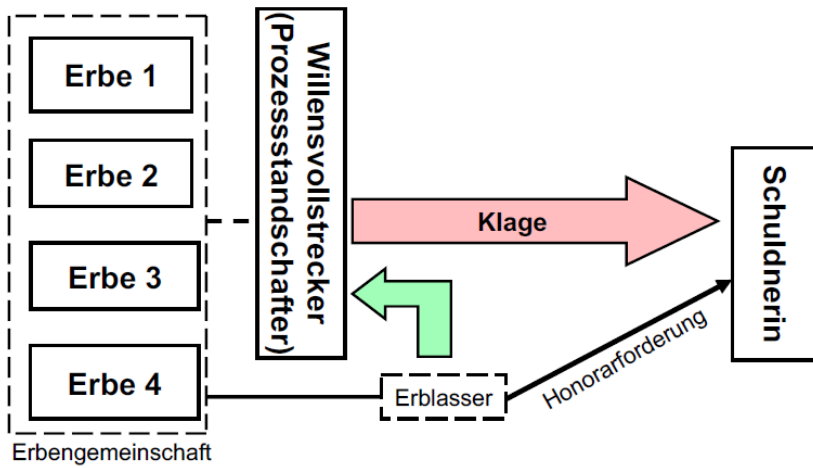 Erbe 1
Erbe 2
Erbe 3
Erbe 4
Erbengemeinschaft
Willensvollstrecker
(Prozessstandschafter)
Klage
Erblasser
Honorarforderung
Schuldnerin